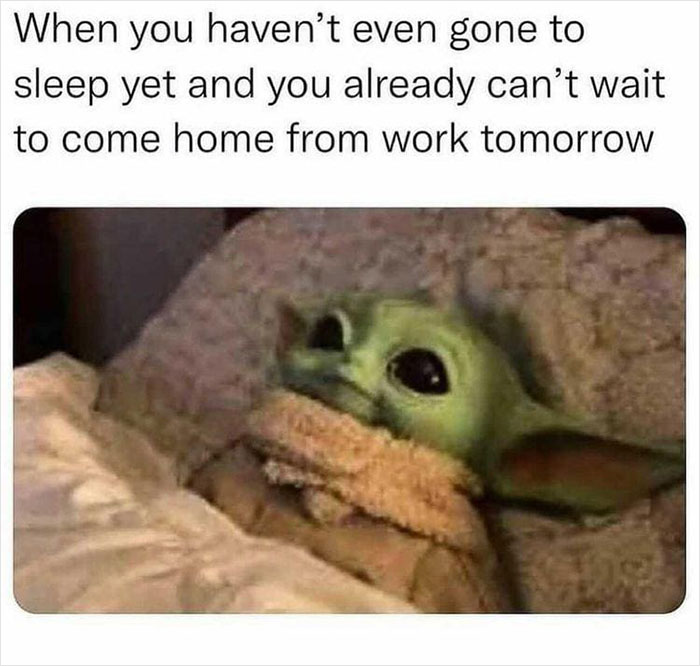 When you haven’t even gone to
sleep yet and you already can’t wait
to come home from work tomorrow